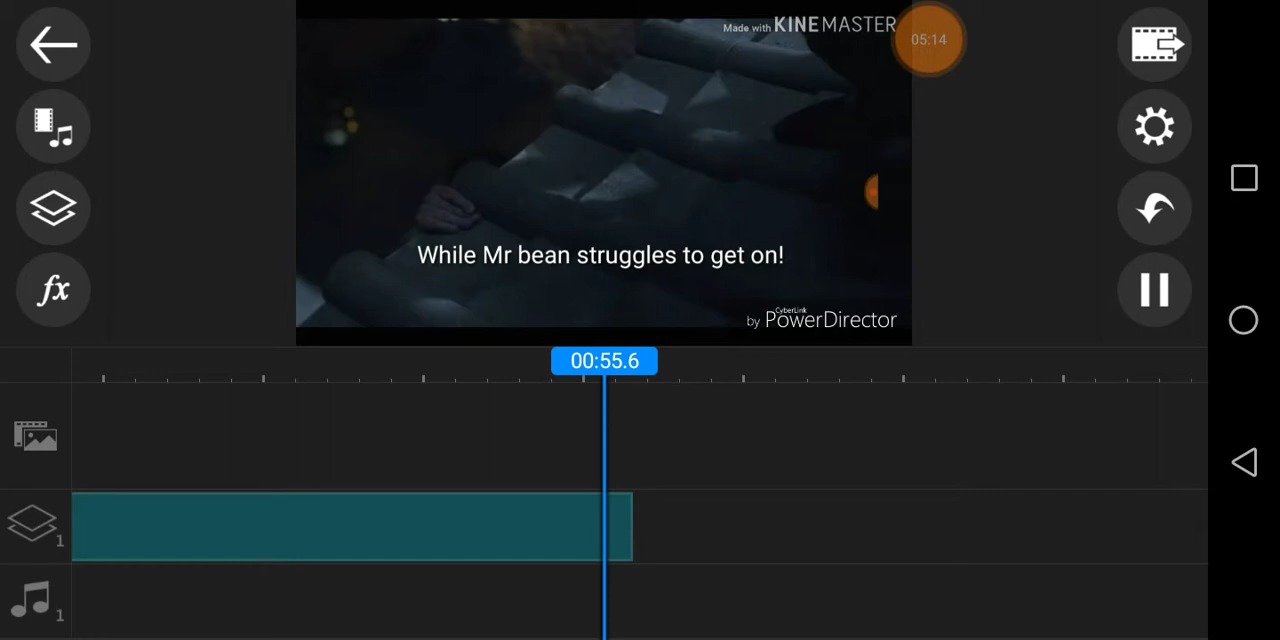 Made with KINEMASTER
05:14
fx
While Mr bean struggles to get on!
CyberLink
by PowerDirector
00:55.6
1
1